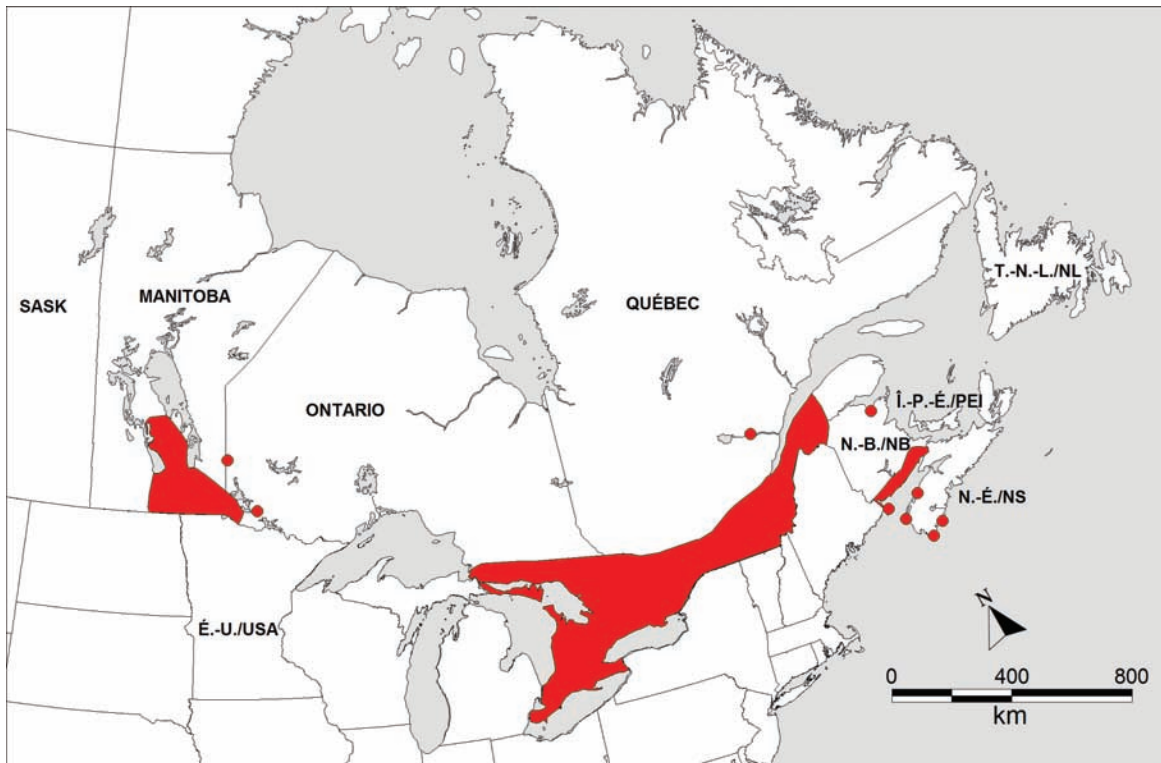 T.-N.-L./NL
MANITOBA
SASK
QUÉBEC
Î.-P.-É./PEI
ONTARIO
N.-B./NB
N.-É./NS
N
É.-U./USA
0 400 800
km